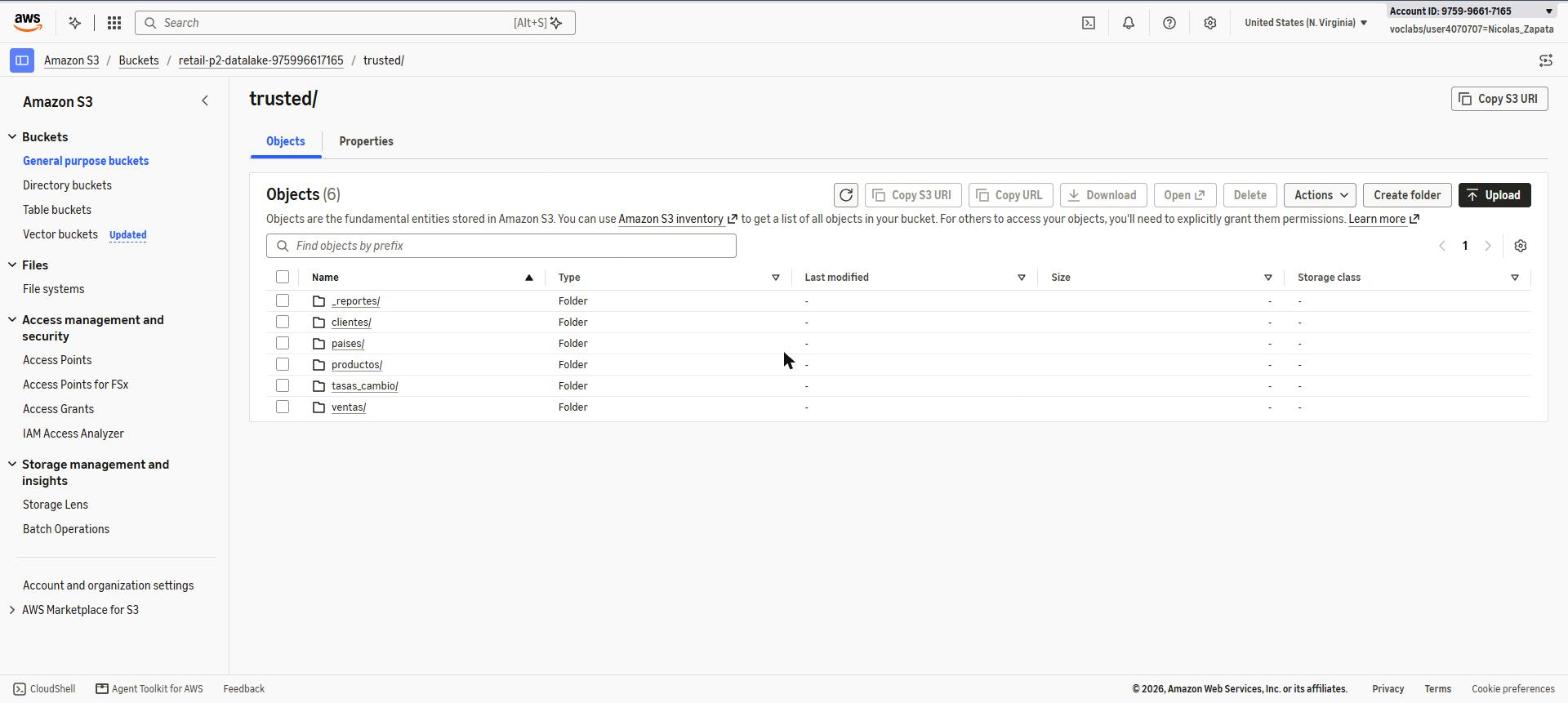 aws
Search
[Alt+S]
United States (N. Virginia)
Account ID: 9759-9661-7165
voclabs/user4070707=Nicolas_Zapata
Amazon S3 / Buckets / retail-p2-datalake-975996617165 / trusted/
Amazon S3
Buckets
General purpose buckets
Directory buckets
Table buckets
Vector buckets Updated
Files
File systems
Access management and
security
Access Points
Access Points for FSx
Access Grants
IAM Access Analyzer
Storage management and
insights
Storage Lens
Batch Operations
Account and organization settings
AWS Marketplace for S3
trusted/
Copy S3 URI
Objects
Properties
Objects (6)
Copy S3 URI
Copy URL
Download
Open
Delete
Actions
Create folder
Upload
Objects are the fundamental entities stored in Amazon S3. You can use Amazon S3 inventory to get a list of all objects in your bucket. For others to access your objects, you'll need to explicitly grant them permissions. Learn more
Find objects by prefix
1
Name Type Last modified Size Storage class
_reportes/ Folder - - -
clientes/ Folder - - -
paises/ Folder - - -
productos/ Folder - - -
tasas_cambio/ Folder - - -
ventas/ Folder - - -
CloudShell
Agent Toolkit for AWS
Feedback
© 2026, Amazon Web Services, Inc. or its affiliates.
Privacy
Terms
Cookie preferences